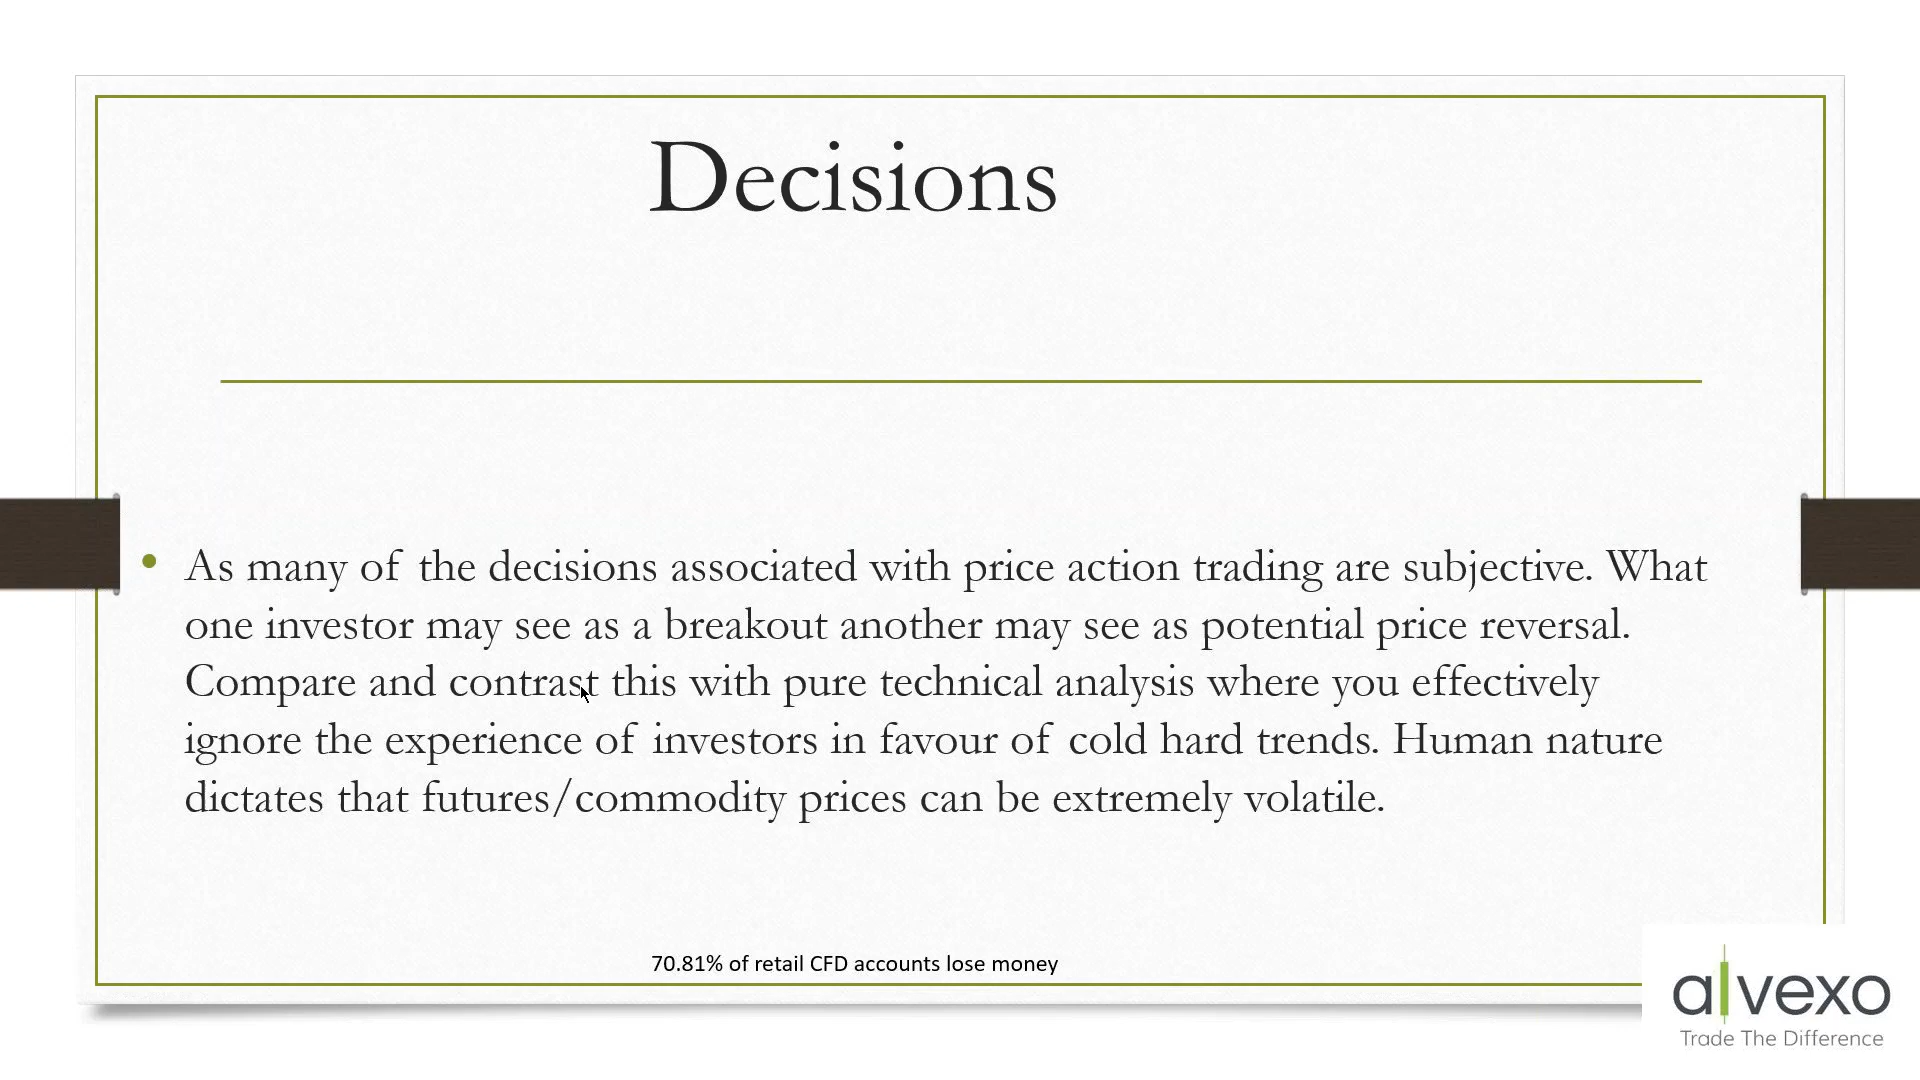 Decisions
• As many of the decisions associated with price action trading are subjective. What
one investor may see as a breakout another may see as potential price reversal.
Compare and contrast this with pure technical analysis where you effectively
ignore the experience of investors in favour of cold hard trends. Human nature
dictates that futures/commodity prices can be extremely volatile.
70.81% of retail CFD accounts lose money
alvexo
Trade The Difference